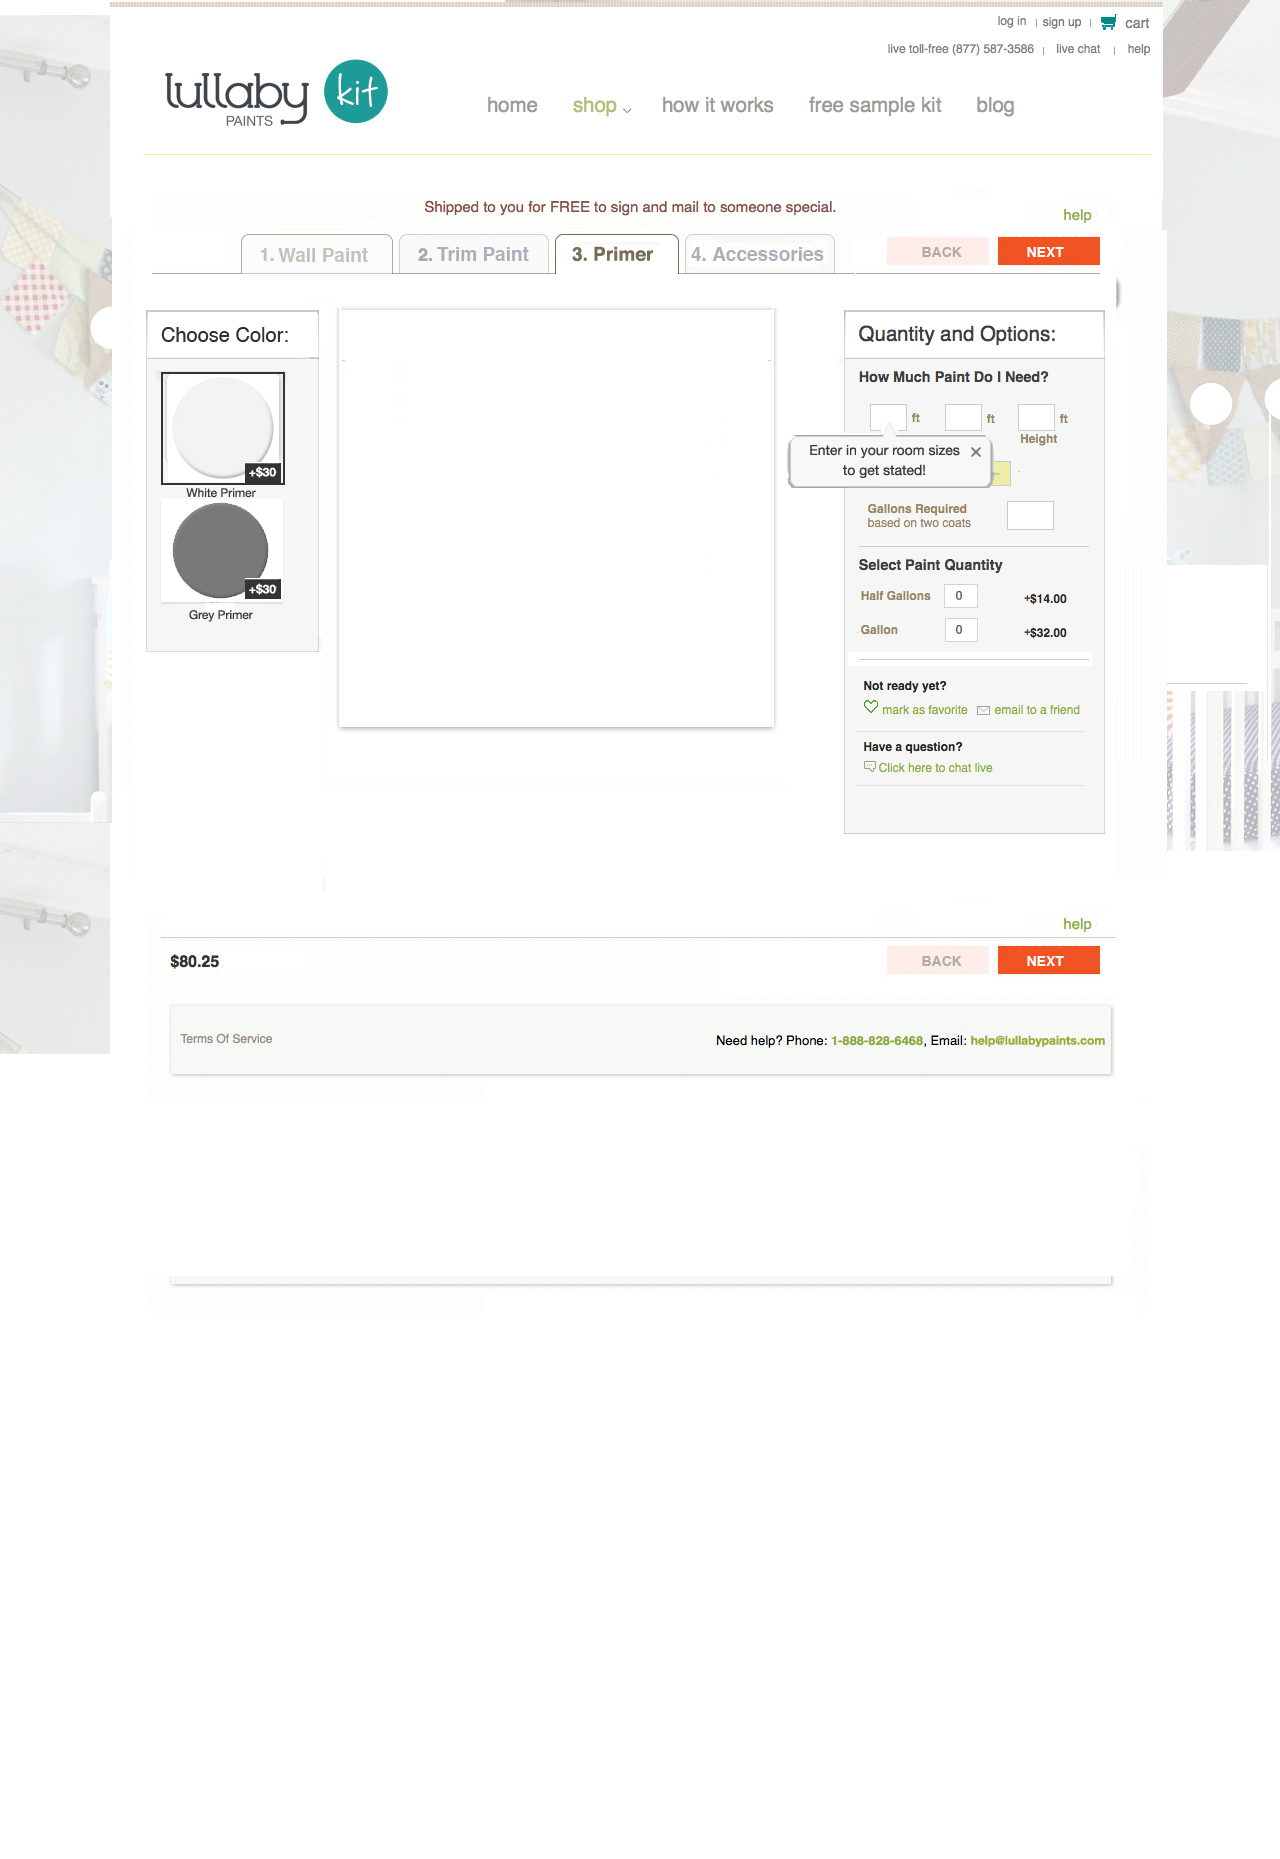 log in
sign up
cart
live toll-free (877) 587-3586
live chat
help
lullaby
PAINTS
kit
home
shop
how it works
free sample kit
blog
Shipped to you for FREE to sign and mail to someone special.
help
1. Wall Paint
2. Trim Paint
3. Primer
4. Accessories
BACK
NEXT
Choose Color:
+$30
White Primer
+$30
Grey Primer
Quantity and Options:
How Much Paint Do I Need?
ft
ft
ft
Height
Enter in your room sizes
to get stated!
Gallons Required
based on two coats
Select Paint Quantity
Half Gallons
0
+$14.00
Gallon
0
+$32.00
Not ready yet?
mark as favorite
email to a friend
Have a question?
Click here to chat live
help
$80.25
BACK
NEXT
Terms Of Service
Need help? Phone: 1-888-828-6468, Email: help@lullabypaints.com